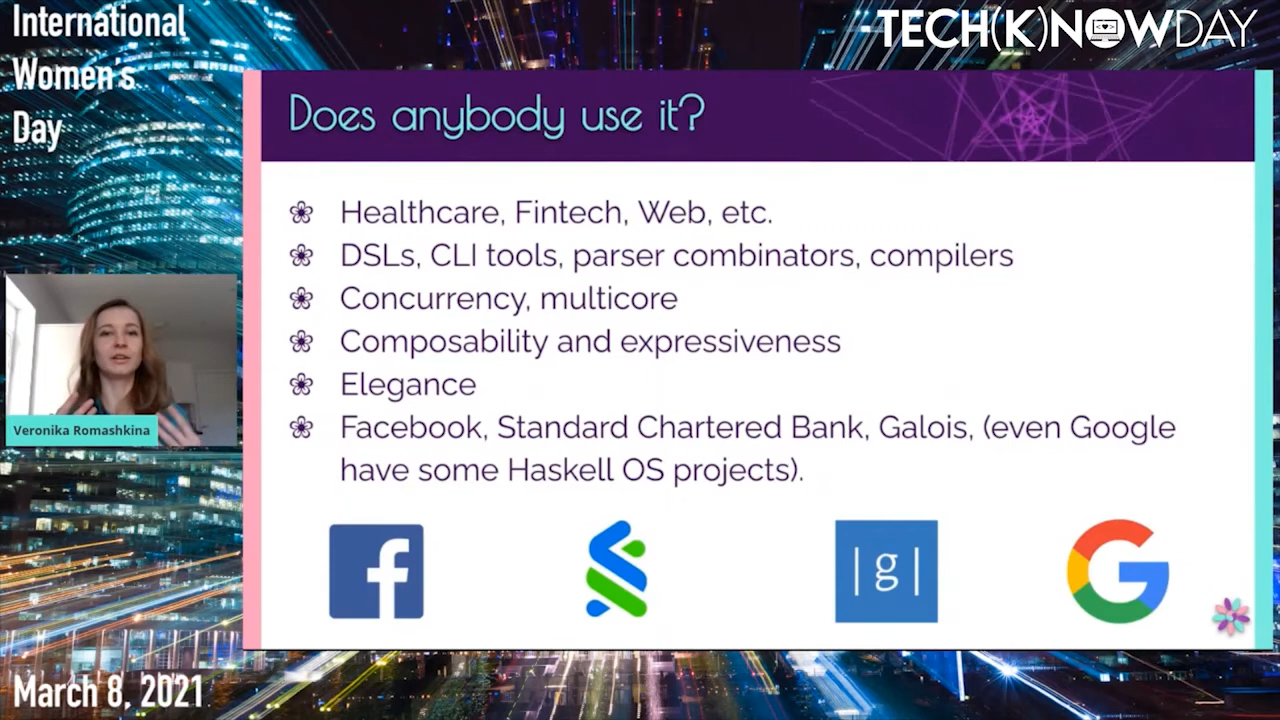 International
Women's
Day
TECH(K)NOWDAY
Does anybody use it?
Healthcare, Fintech, Web, etc.
DSLs, CLI tools, parser combinators, compilers
Concurrency, multicore
Composability and expressiveness
Elegance
Facebook, Standard Chartered Bank, Galois, (even Google
have some Haskell OS projects).
Veronika Romashkina
f
|g|
G
March 8, 2021